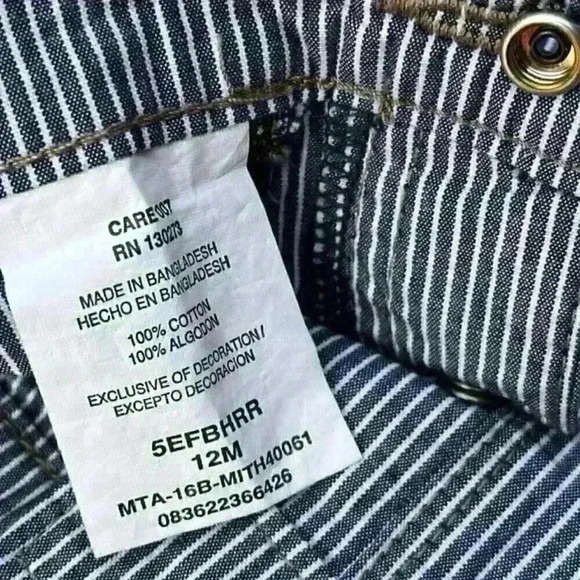 CARE007
RN 130273
MADE IN BANGLADESH
HECHO EN BANGLADESH
100% COTTON
100% ALGODON
EXCLUSIVE OF DECORATION/
EXCEPTO DECORACION
5EFBHRR
12M
MTA-16B-MITH40061
083622366426